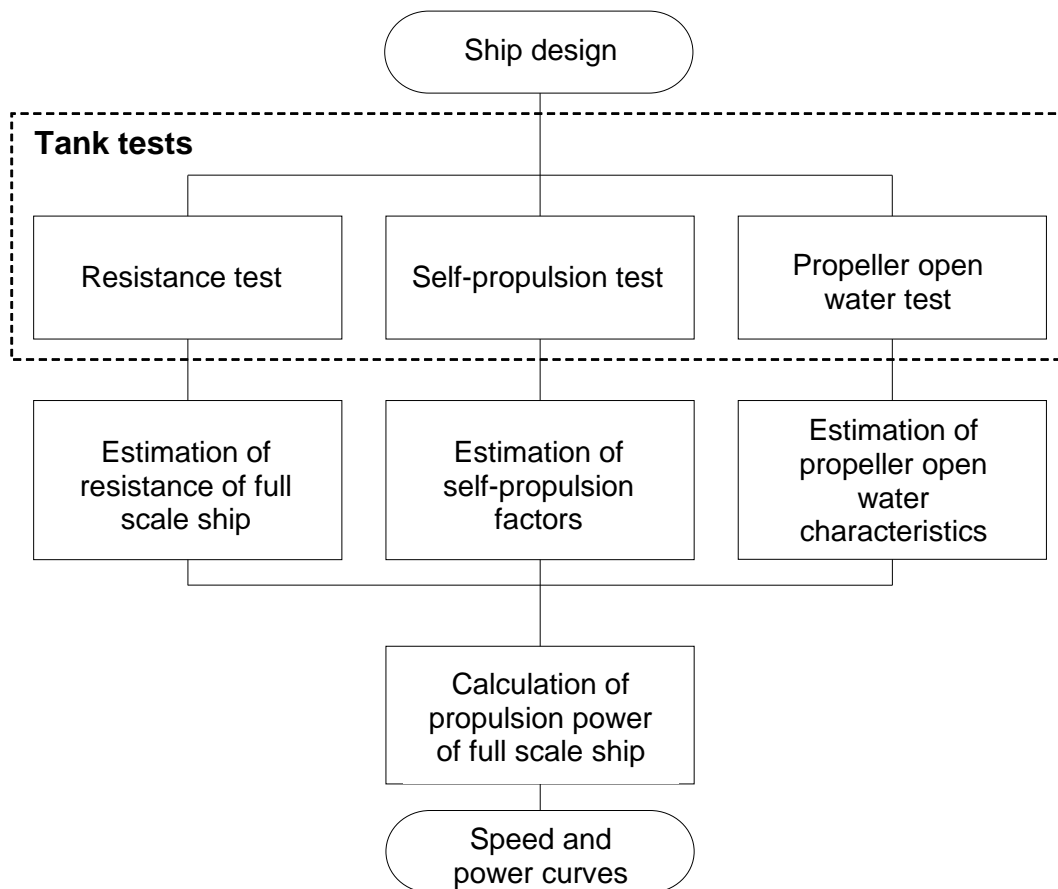 Ship design
Tank tests
Resistance test
Self-propulsion test
Propeller open
water test
Estimation of
resistance of full
scale ship
Estimation of
self-propulsion
factors
Estimation of
propeller open
water
characteristics
Calculation of
propulsion power
of full scale ship
Speed and
power curves